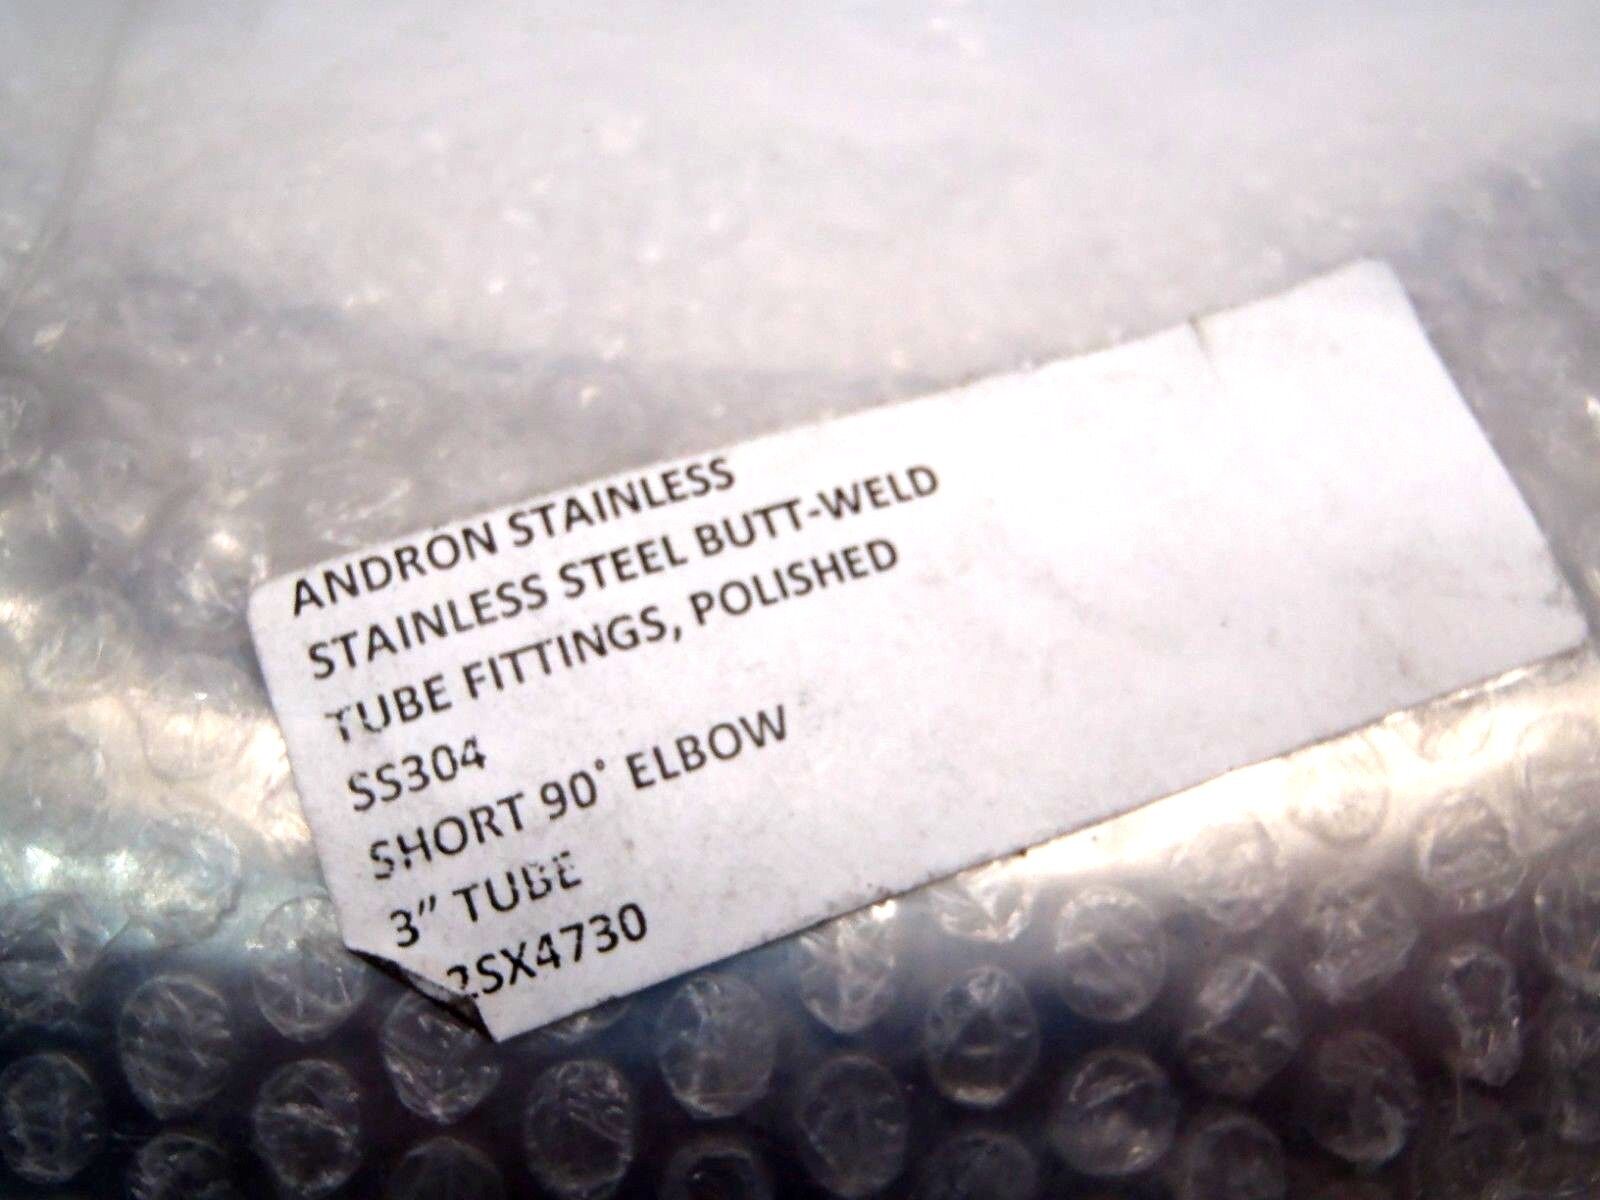 ANDRON STAINLESS
STAINLESS STEEL BUTT-WELD
TUBE FITTINGS, POLISHED
SS304
SHORT 90° ELBOW
3" TUBE
2SX4730